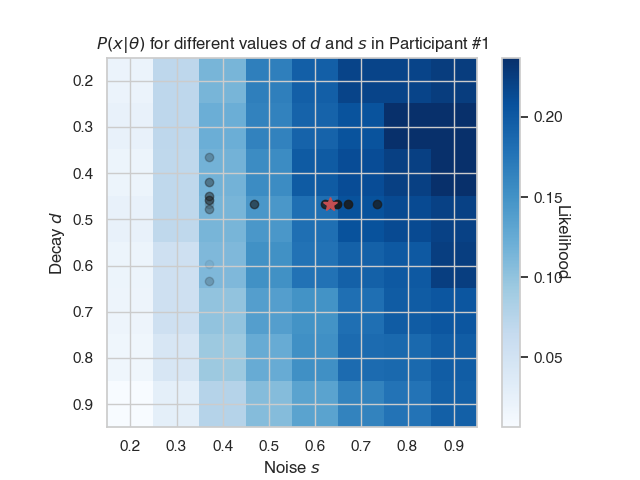 P(x|θ) for different values of d and s in Participant #1
Decay d
0.2
0.3
0.4
0.5
0.6
0.7
0.8
0.9
0.2 0.3 0.4 0.5 0.6 0.7 0.8 0.9
Noise s
0.20
0.15
0.10
0.05
Likelihood